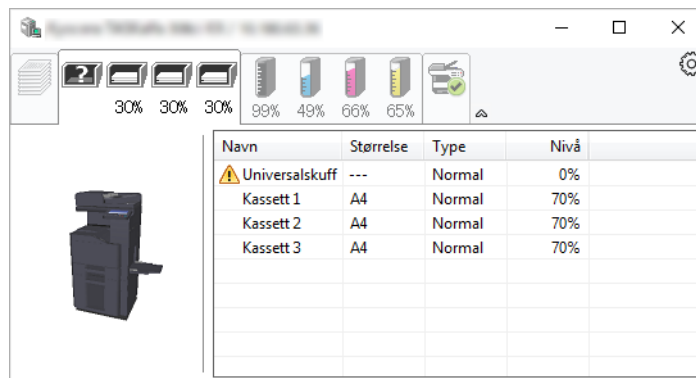 30% 30% 30% 99% 49% 66% 65%
Navn Størrelse Type Nivå
Universalskuff --- Normal 0%
Kassett 1 A4 Normal 70%
Kassett 2 A4 Normal 70%
Kassett 3 A4 Normal 70%